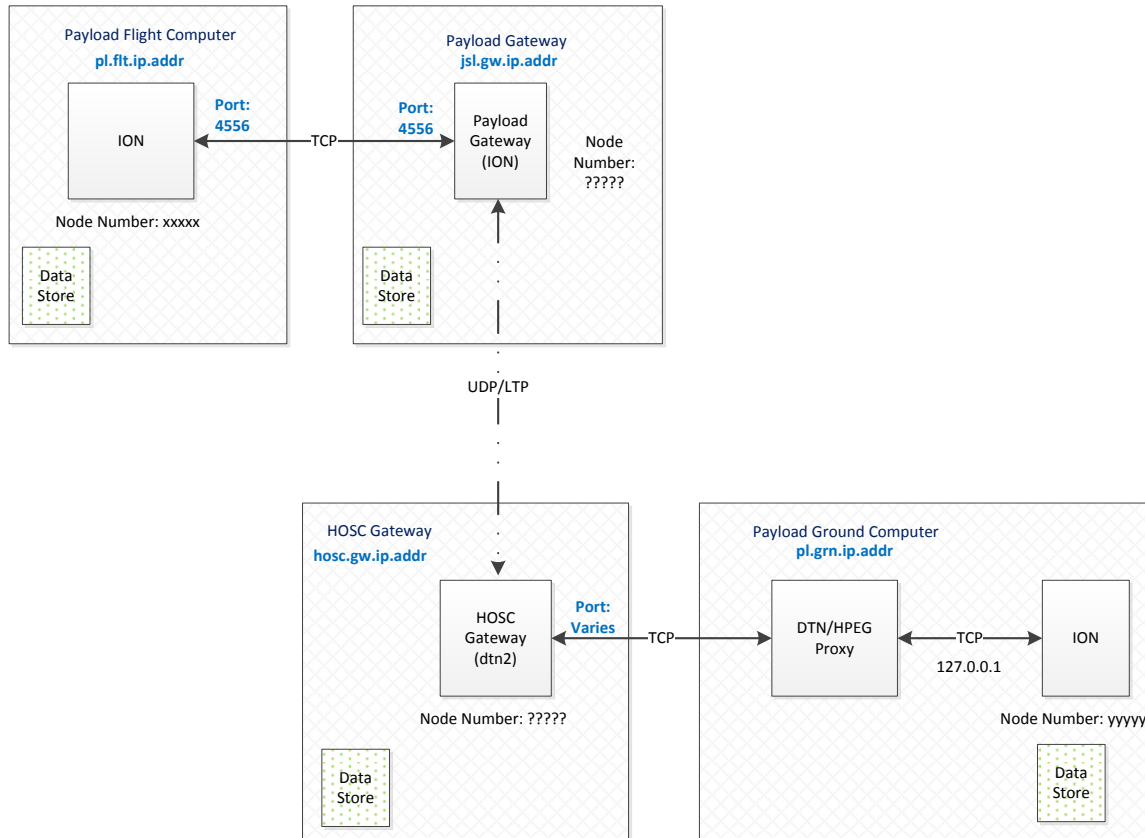 Payload Flight Computer
pl.flt.ip.addr
Port:
4556
ION
Node Number: xxxxx
Data
Store
TCP
Payload Gateway
jsl.gw.ip.addr
Port:
4556
Payload
Gateway
(ION)
Node
Number:
?????
Data
Store
UDP/LTP
HOSC Gateway
hosc.gw.ip.addr
HOSC
Gateway
(dtn2)
Port:
Varies
Node Number: ?????
Data
Store
TCP
Payload Ground Computer
pl.grn.ip.addr
DTN/HPEG
Proxy
TCP
127.0.0.1
ION
Node Number: yyyyy
Data
Store